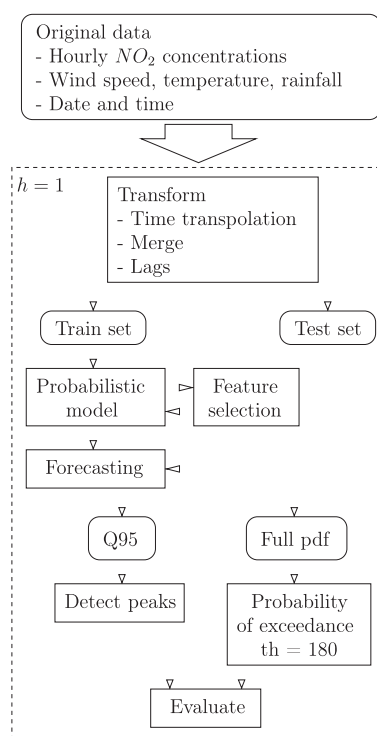 Original data
- Hourly NO₂ concentrations
- Wind speed, temperature, rainfall
- Date and time
h = 1
Transform
- Time transpolation
- Merge
- Lags
Train set
Test set
Probabilistic
model
Feature
selection
Forecasting
Q95
Full pdf
Detect peaks
Probability
of exceedance
th = 180
Evaluate